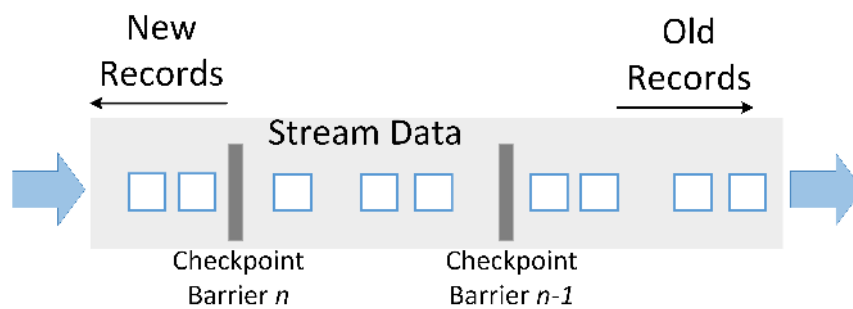 New
Records
Old
Records
Stream Data
Checkpoint
Barrier n
Checkpoint
Barrier n-1